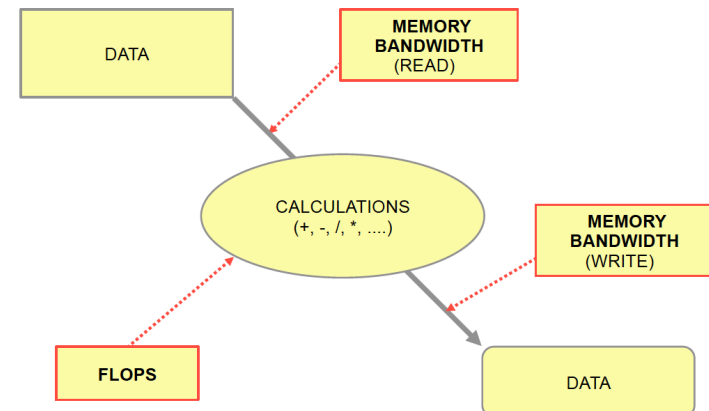 DATA
MEMORY
BANDWIDTH
(READ)
CALCULATIONS
(+, -, /, *, ....)
MEMORY
BANDWIDTH
(WRITE)
FLOPS
DATA